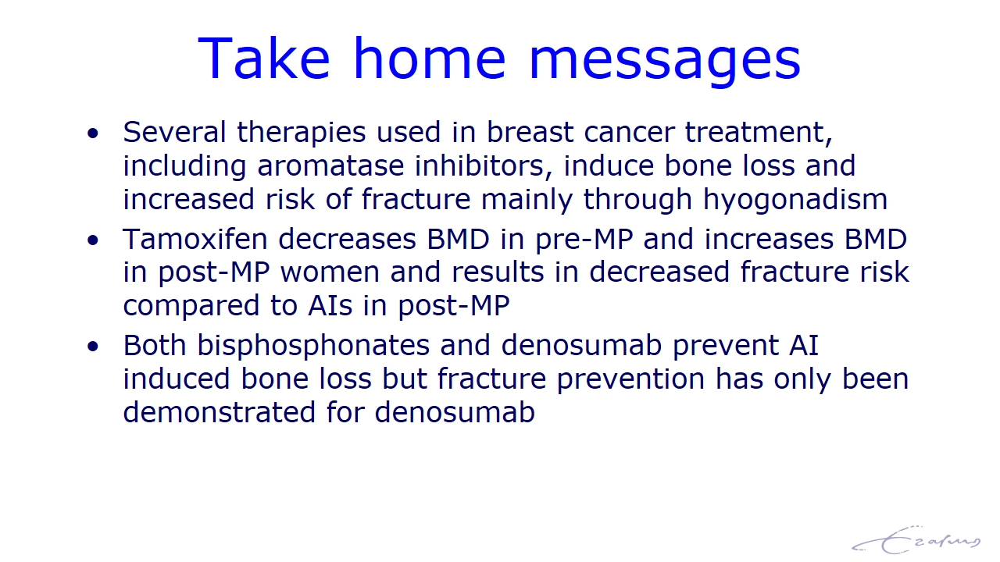 Take home messages
• Several therapies used in breast cancer treatment,
including aromatase inhibitors, induce bone loss and
increased risk of fracture mainly through hyogonadism
• Tamoxifen decreases BMD in pre-MP and increases BMD
in post-MP women and results in decreased fracture risk
compared to AIs in post-MP
• Both bisphosphonates and denosumab prevent AI
induced bone loss but fracture prevention has only been
demonstrated for denosumab
Erasmus